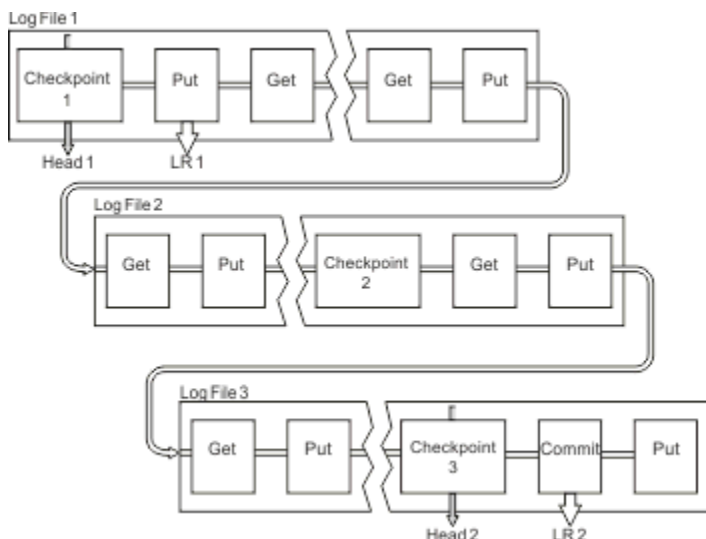 Log File 1
Checkpoint
1
Put
Get
Get
Put
Head 1
LR 1
Log File 2
Get
Put
Checkpoint
2
Get
Put
Log File 3
Get
Put
Checkpoint
3
Commit
Put
Head 2
LR 2